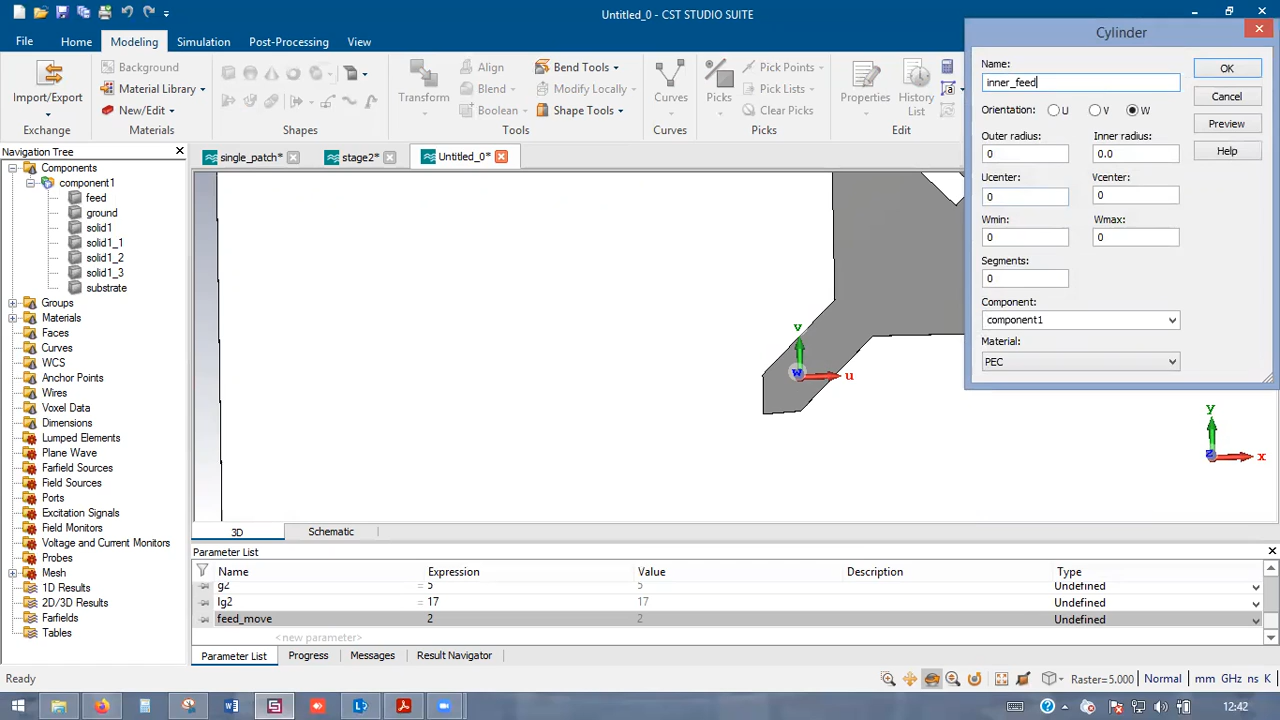 Untitled_0 - CST STUDIO SUITE
File Home Modeling Simulation Post-Processing View
Import/Export
Exchange
Background
Material Library
New/Edit
Materials
Shapes
Transform
Align
Blend
Boolean
Bend Tools
Modify Locally
Shape Tools
Tools
Curves
Curves
Picks
Pick Points
Pick Lists
Clear Picks
Picks
Properties
History List
Edit
Navigation Tree
single_patch*
stage2*
Untitled_0*
Components
component1
feed
ground
solid1
solid1_1
solid1_2
solid1_3
substrate
Groups
Materials
Faces
Curves
WCS
Anchor Points
Wires
Voxel Data
Dimensions
Lumped Elements
Plane Wave
Farfield Sources
Field Sources
Ports
Excitation Signals
Field Monitors
Voltage and Current Monitors
Probes
Mesh
1D Results
2D/3D Results
Farfields
Tables
v
w
u
y
z
x
Cylinder
Name:
inner_feed
OK
Cancel
Preview
Help
Orientation: U V W
Outer radius: Inner radius:
0 0.0
Ucenter: Vcenter:
0 0
Wmin: Wmax:
0 0
Segments:
0
Component:
component1
Material:
PEC
3D Schematic
Parameter List
Name Expression Value Description Type
g2 = 5 5 Undefined
lg2 = 17 17 Undefined
feed_move 2 2 Undefined
<new parameter>
Parameter List Progress Messages Result Navigator
Ready
Raster=5.000 Normal mm GHz ns K
12:42